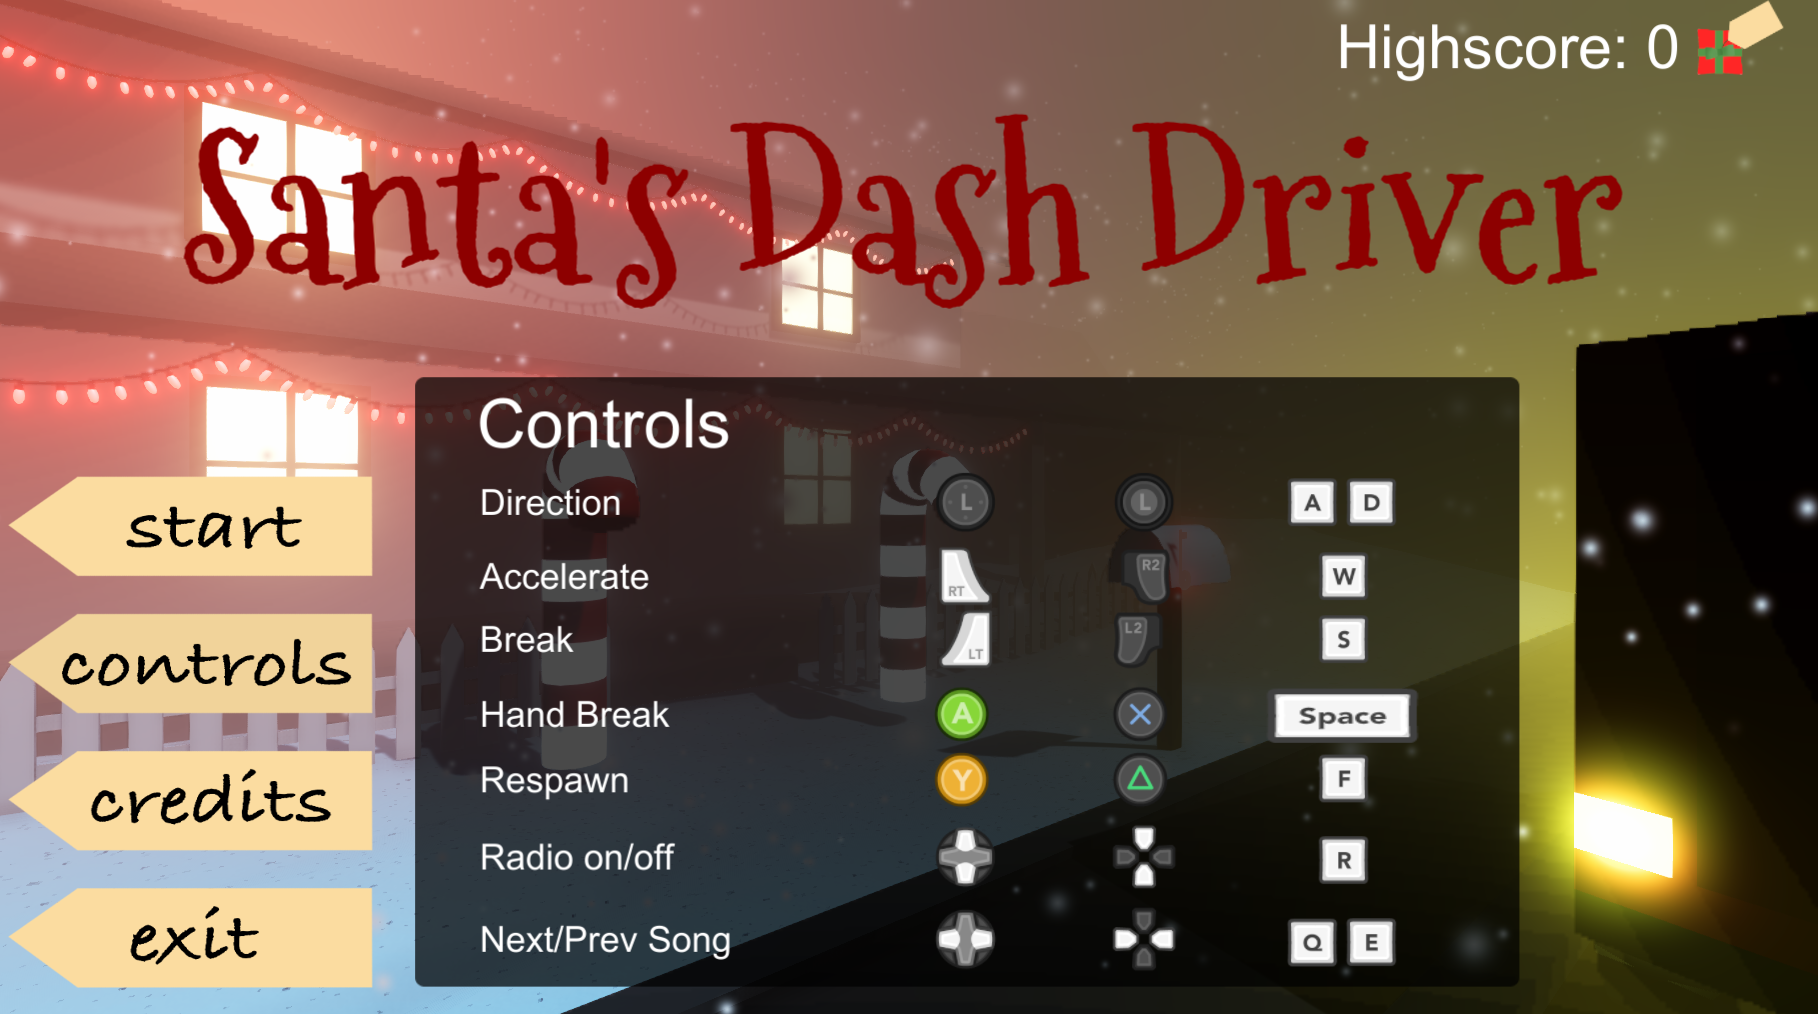 Highscore: 0
Santa's Dash Driver
Controls
Direction L L A D
Accelerate RT R2 W
Break LT L2 S
Hand Break A Space
Respawn Y F
Radio on/off R
Next/Prev Song Q E
start
controls
credits
exit